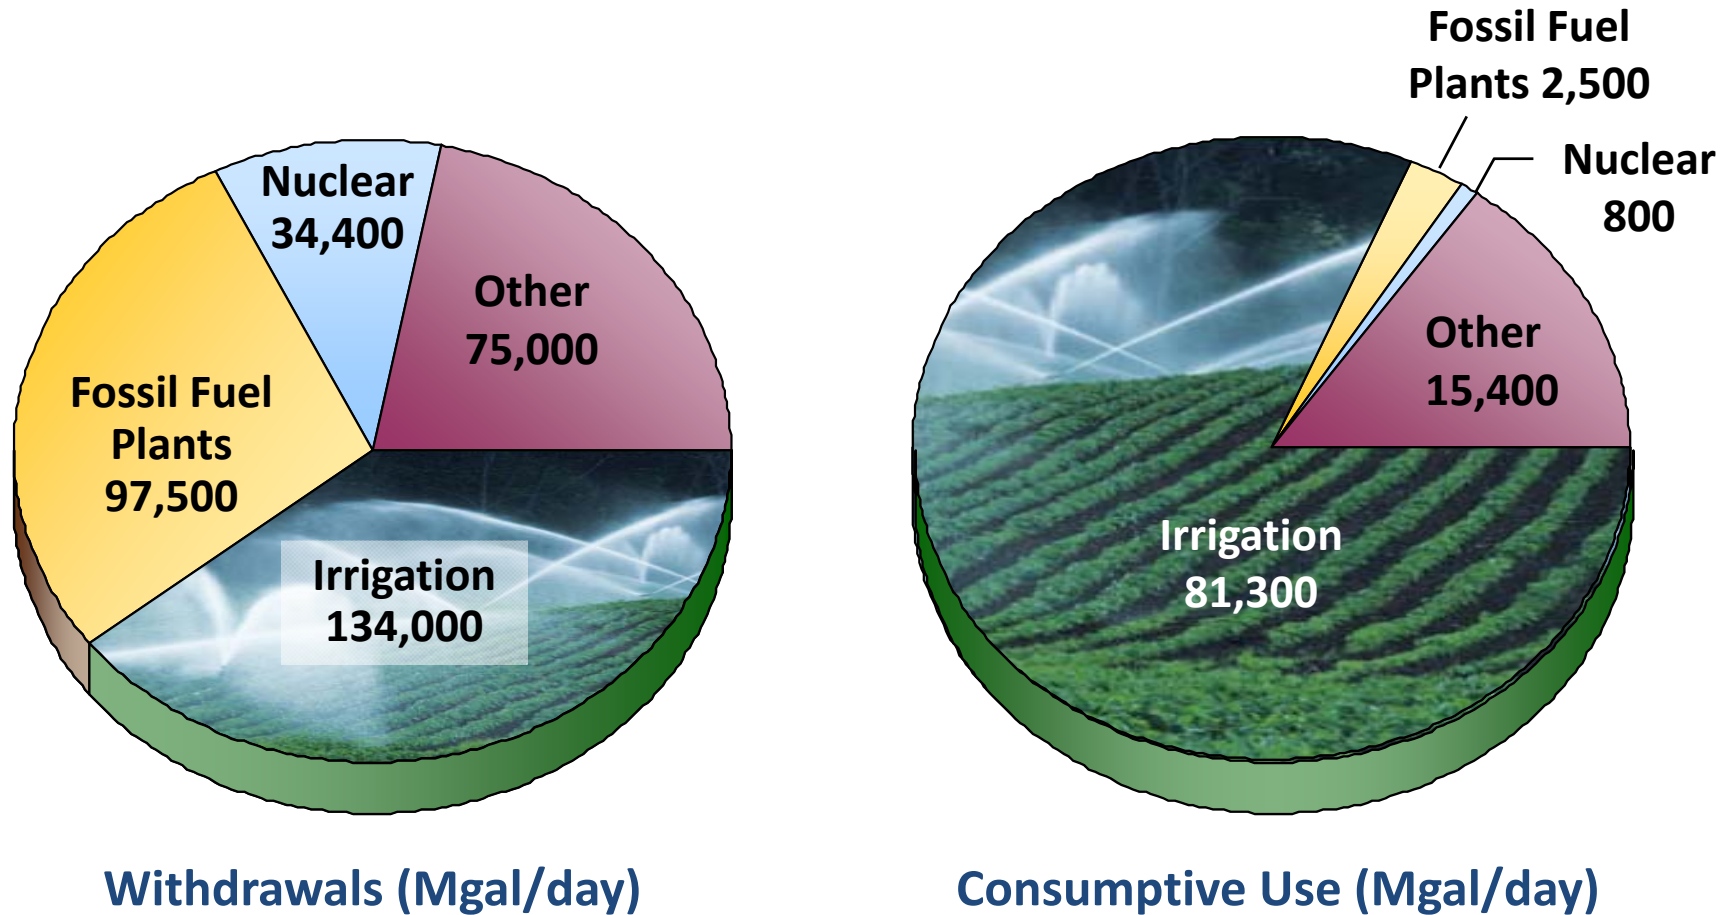 Nuclear
34,400
Other
75,000
Fossil Fuel
Plants
97,500
Irrigation
134,000
Withdrawals (Mgal/day)
Fossil Fuel
Plants 2,500
Nuclear
800
Other
15,400
Irrigation
81,300
Consumptive Use (Mgal/day)